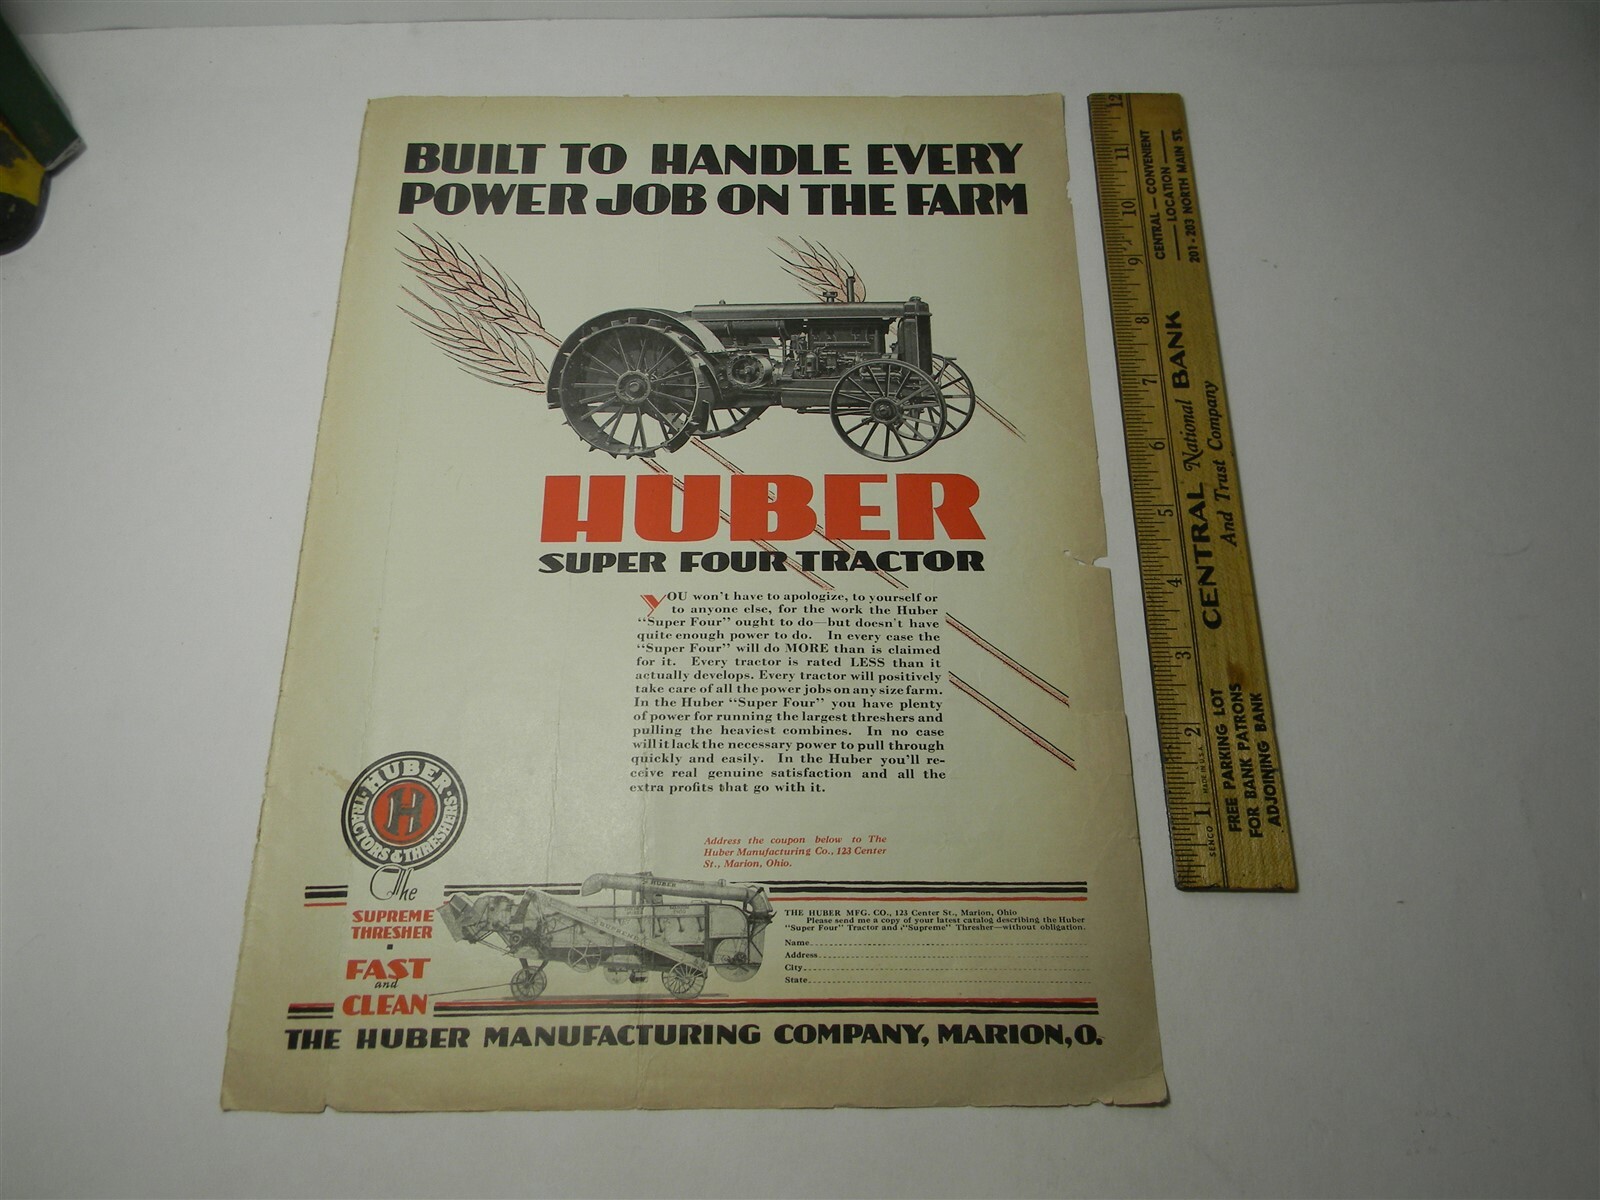 BUILT TO HANDLE EVERY
POWER JOB ON THE FARM
HUBER
SUPER FOUR TRACTOR
YOU won't have to apologize, to yourself or
to anyone else, for the work the Huber
"Super Four" ought to do—but doesn't have
quite enough power to do. In every case the
"Super Four" will do MORE than is claimed
for it. Every tractor is rated LESS than it
actually develops. Every tractor will positively
take care of all the power jobs on any size farm.
In the Huber "Super Four" you have plenty
of power for running the largest threshers and
pulling the heaviest combines. In no case
will it lack the necessary power to pull through
quickly and easily. In the Huber you'll re-
ceive real genuine satisfaction and all the
extra profits that go with it.
HUBER
H
TRACTORS & THRESHERS
Address the coupon below to The
Huber Manufacturing Co., 123 Center
St., Marion, Ohio.
The
SUPREME
THRESHER
FAST
and
CLEAN
HUBER
SUPREME
THE HUBER MFG. CO., 123 Center St., Marion, Ohio
Please send me a copy of your latest catalog describing the Huber
"Super Four" Tractor and "Supreme" Thresher—without obligation.
Name
Address
City
State
THE HUBER MANUFACTURING COMPANY, MARION, O.
1 2 3 4 5 6 7 8 9 10 11 12
SENCO MADE IN U.S.A.
FREE PARKING LOT
FOR BANK PATRONS
ADJOINING BANK
CENTRAL National BANK
And Trust Company
CENTRAL — CONVENIENT
LOCATION
201-203 NORTH MAIN ST.